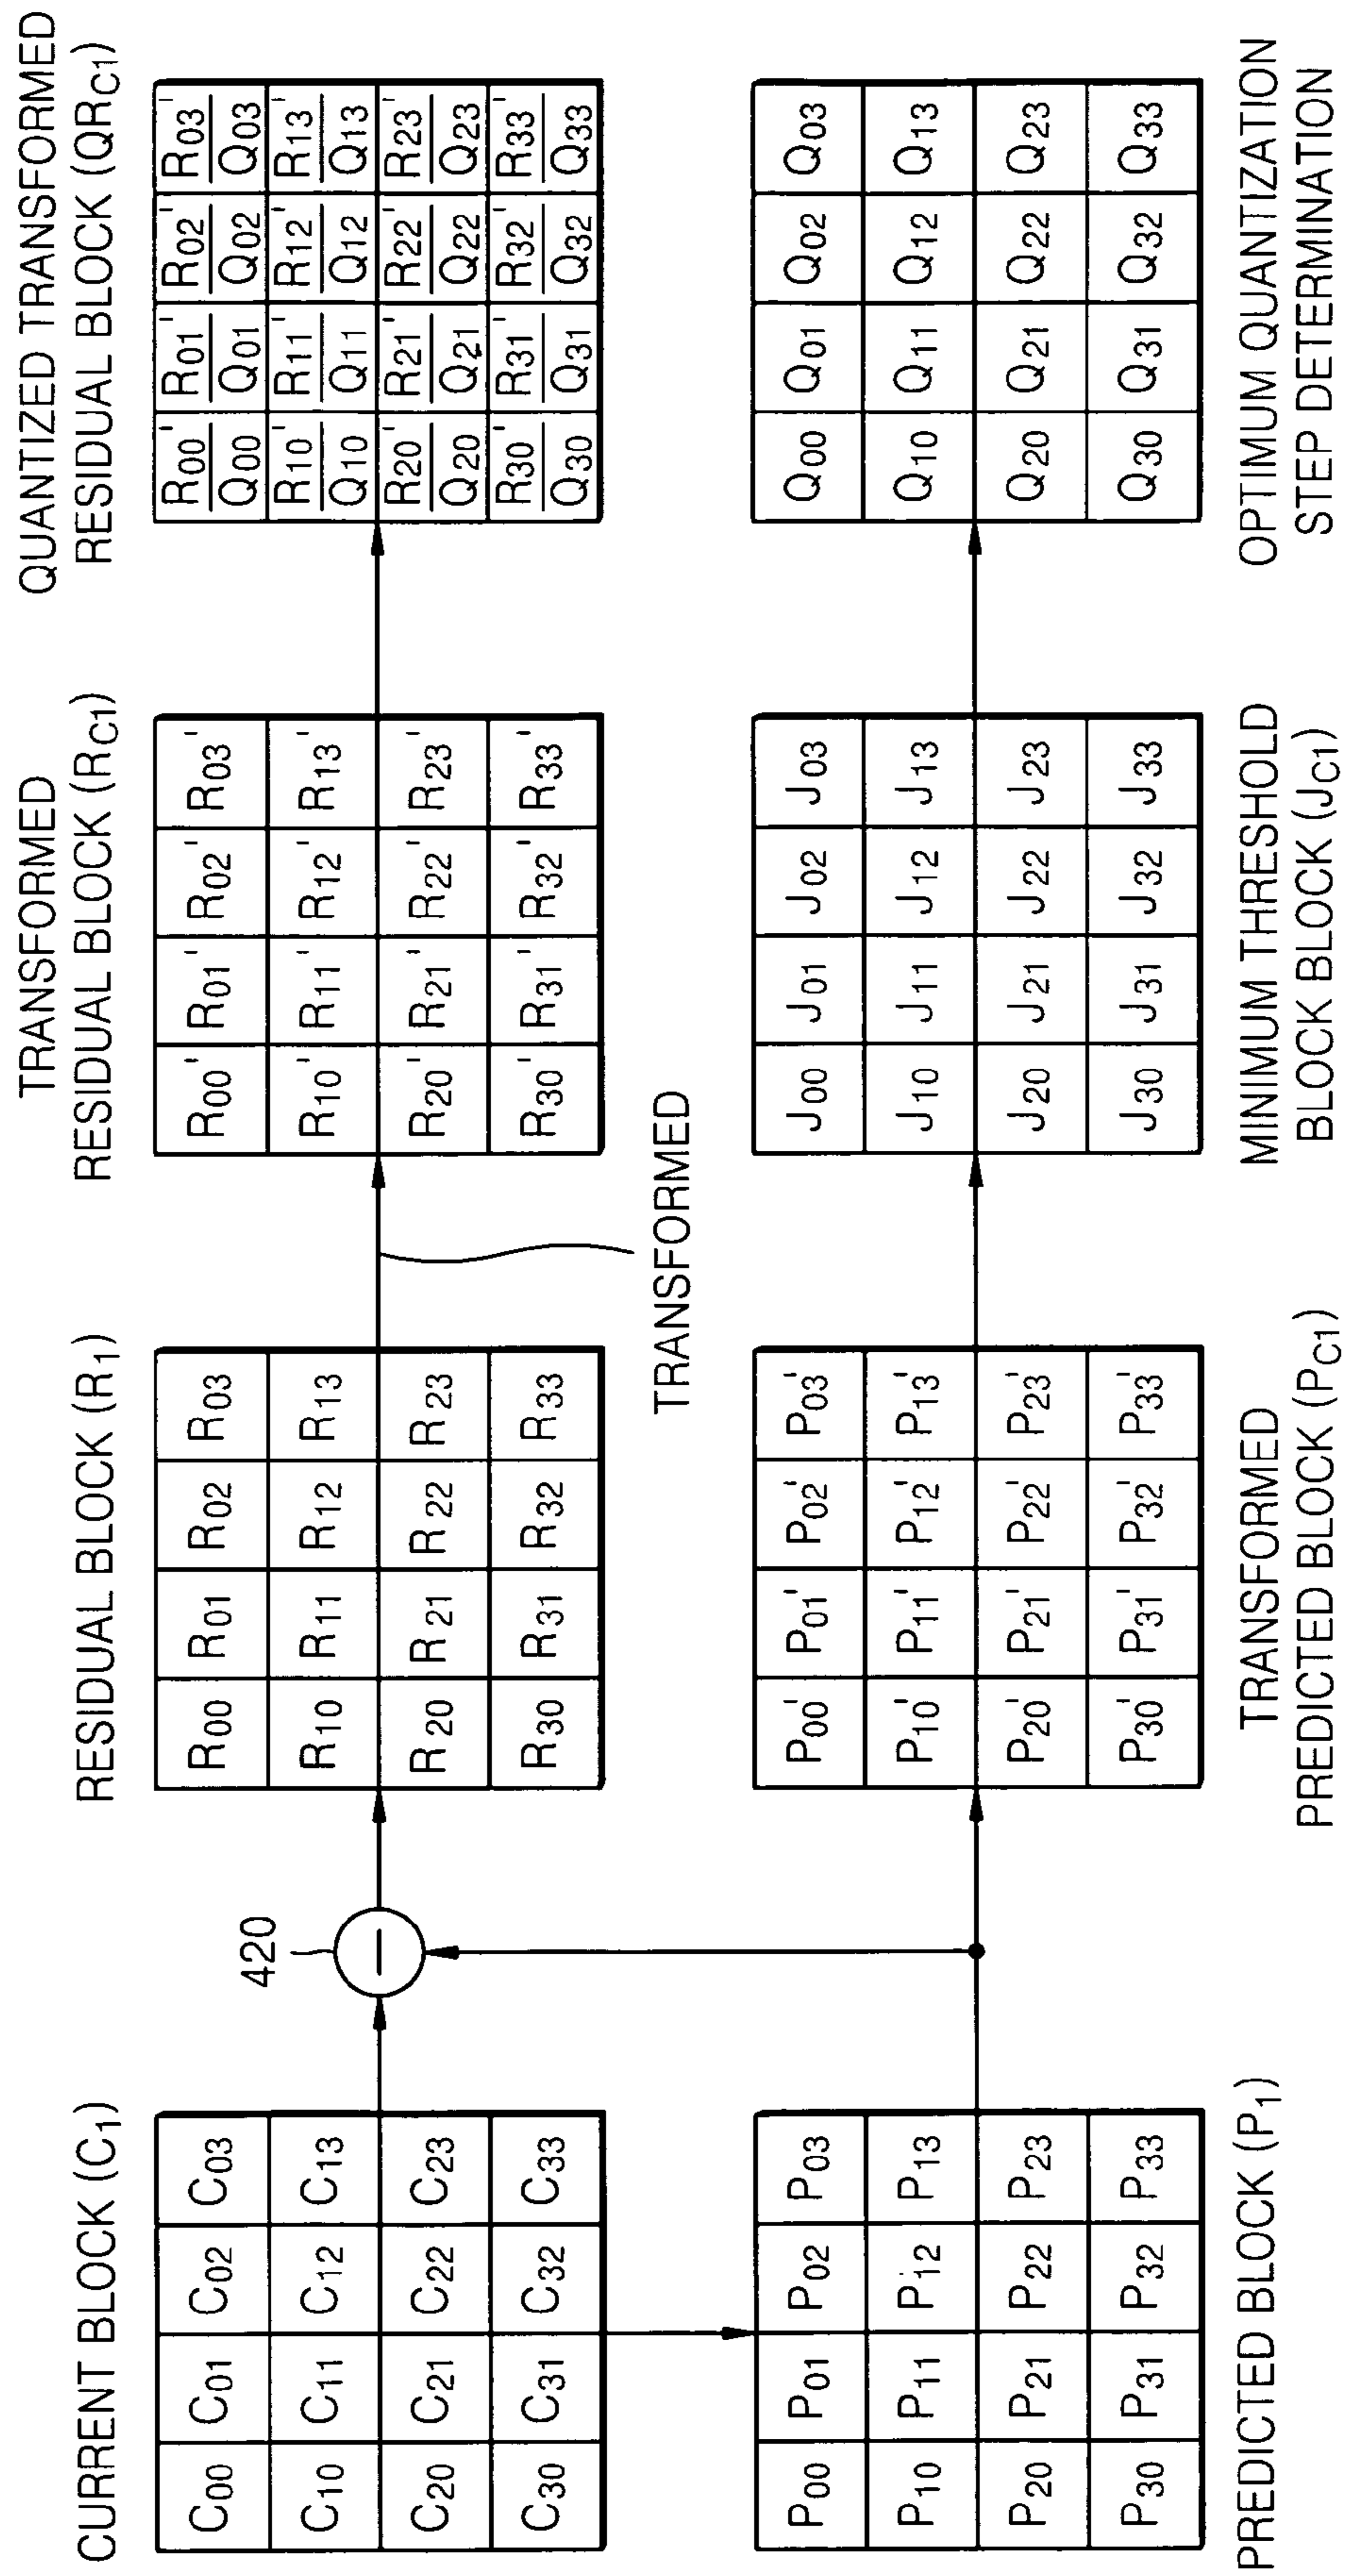 CURRENT BLOCK (C1)
C00 C01 C02 C03
C10 C11 C12 C13
C20 C21 C22 C23
C30 C31 C32 C33
420
−
RESIDUAL BLOCK (R1)
R00 R01 R02 R03
R10 R11 R12 R13
R20 R21 R22 R23
R30 R31 R32 R33
TRANSFORMED
TRANSFORMED
RESIDUAL BLOCK (RC1)
R00' R01' R02' R03'
R10' R11' R12' R13'
R20' R21' R22' R23'
R30' R31' R32' R33'
QUANTIZED TRANSFORMED
RESIDUAL BLOCK (QRC1)
R00' R01' R02' R03'
Q00 Q01 Q02 Q03
R10' R11' R12' R13'
Q10 Q11 Q12 Q13
R20' R21' R22' R23'
Q20 Q21 Q22 Q23
R30' R31' R32' R33'
Q30 Q31 Q32 Q33
P00 P01 P02 P03
P10 P11 P12 P13
P20 P21 P22 P23
P30 P31 P32 P33
PREDICTED BLOCK (P1)
P00' P01' P02' P03'
P10' P11' P12' P13'
P20' P21' P22' P23'
P30' P31' P32' P33'
TRANSFORMED
PREDICTED BLOCK (PC1)
J00 J01 J02 J03
J10 J11 J12 J13
J20 J21 J22 J23
J30 J31 J32 J33
MINIMUM THRESHOLD
BLOCK BLOCK (JC1)
Q00 Q01 Q02 Q03
Q10 Q11 Q12 Q13
Q20 Q21 Q22 Q23
Q30 Q31 Q32 Q33
OPTIMUM QUANTIZATION
STEP DETERMINATION